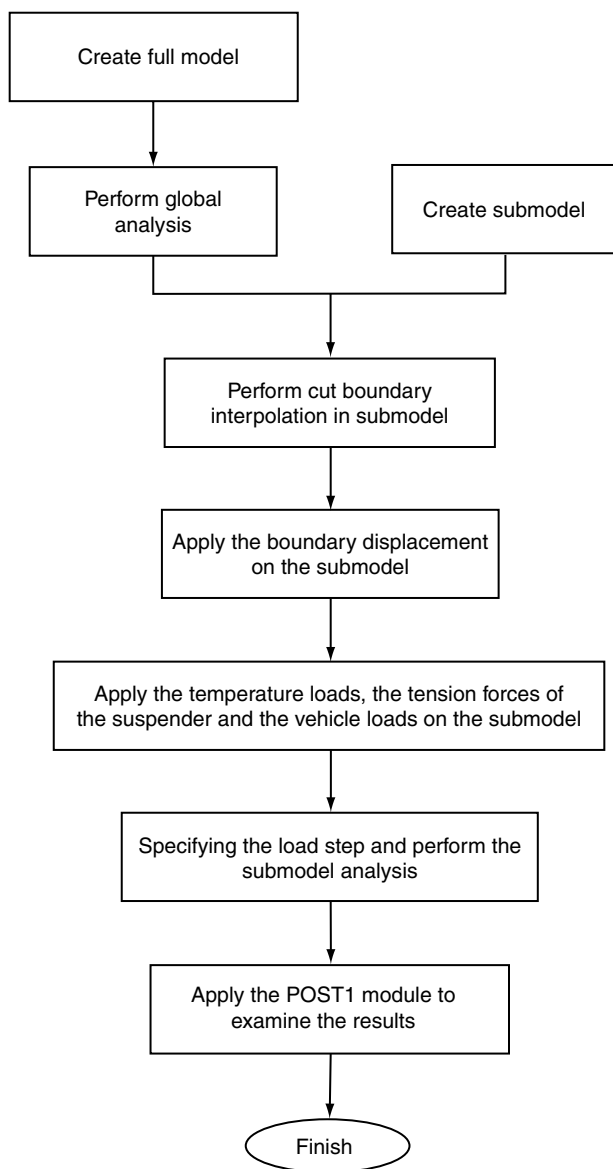 Create full model
Perform global
analysis
Create submodel
Perform cut boundary
interpolation in submodel
Apply the boundary displacement
on the submodel
Apply the temperature loads, the tension forces of
the suspender and the vehicle loads on the submodel
Specifying the load step and perform the
submodel analysis
Apply the POST1 module to
examine the results
Finish